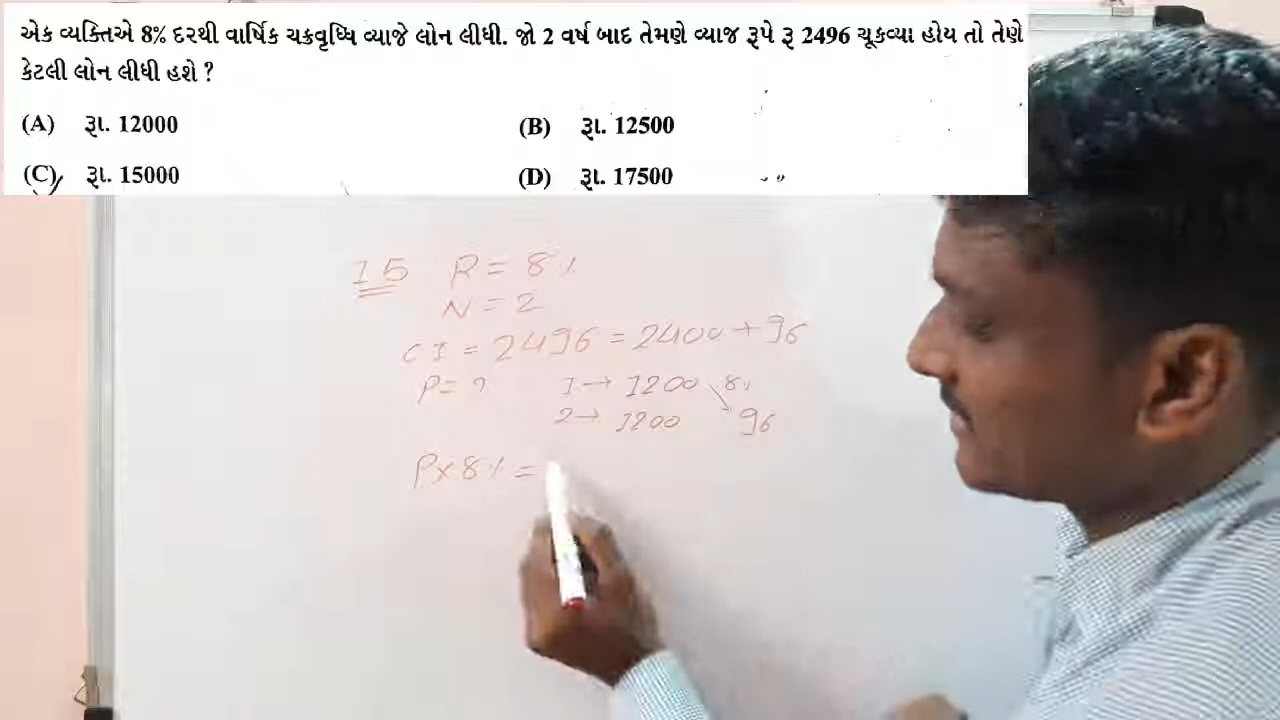 એક વ્યક્તિએ 8% દરથી વાર્ષિક ચક્રવૃધ્ધિ વ્યાજે લોન લીધી. જો 2 વર્ષ બાદ તેમણે વ્યાજ રૂપે રૂ 2496 ચૂકવ્યા હોય તો તેણે
કેટલી લોન લીધી હશે ?
(A) રૂા. 12000 (B) રૂા. 12500
(C) રૂા. 15000 (D) રૂા. 17500
15 R = 8%
N = 2
CI = 2496 = 2400 + 96
P = ? 1 → 1200 8%
2 → 1200 96
P × 8% =